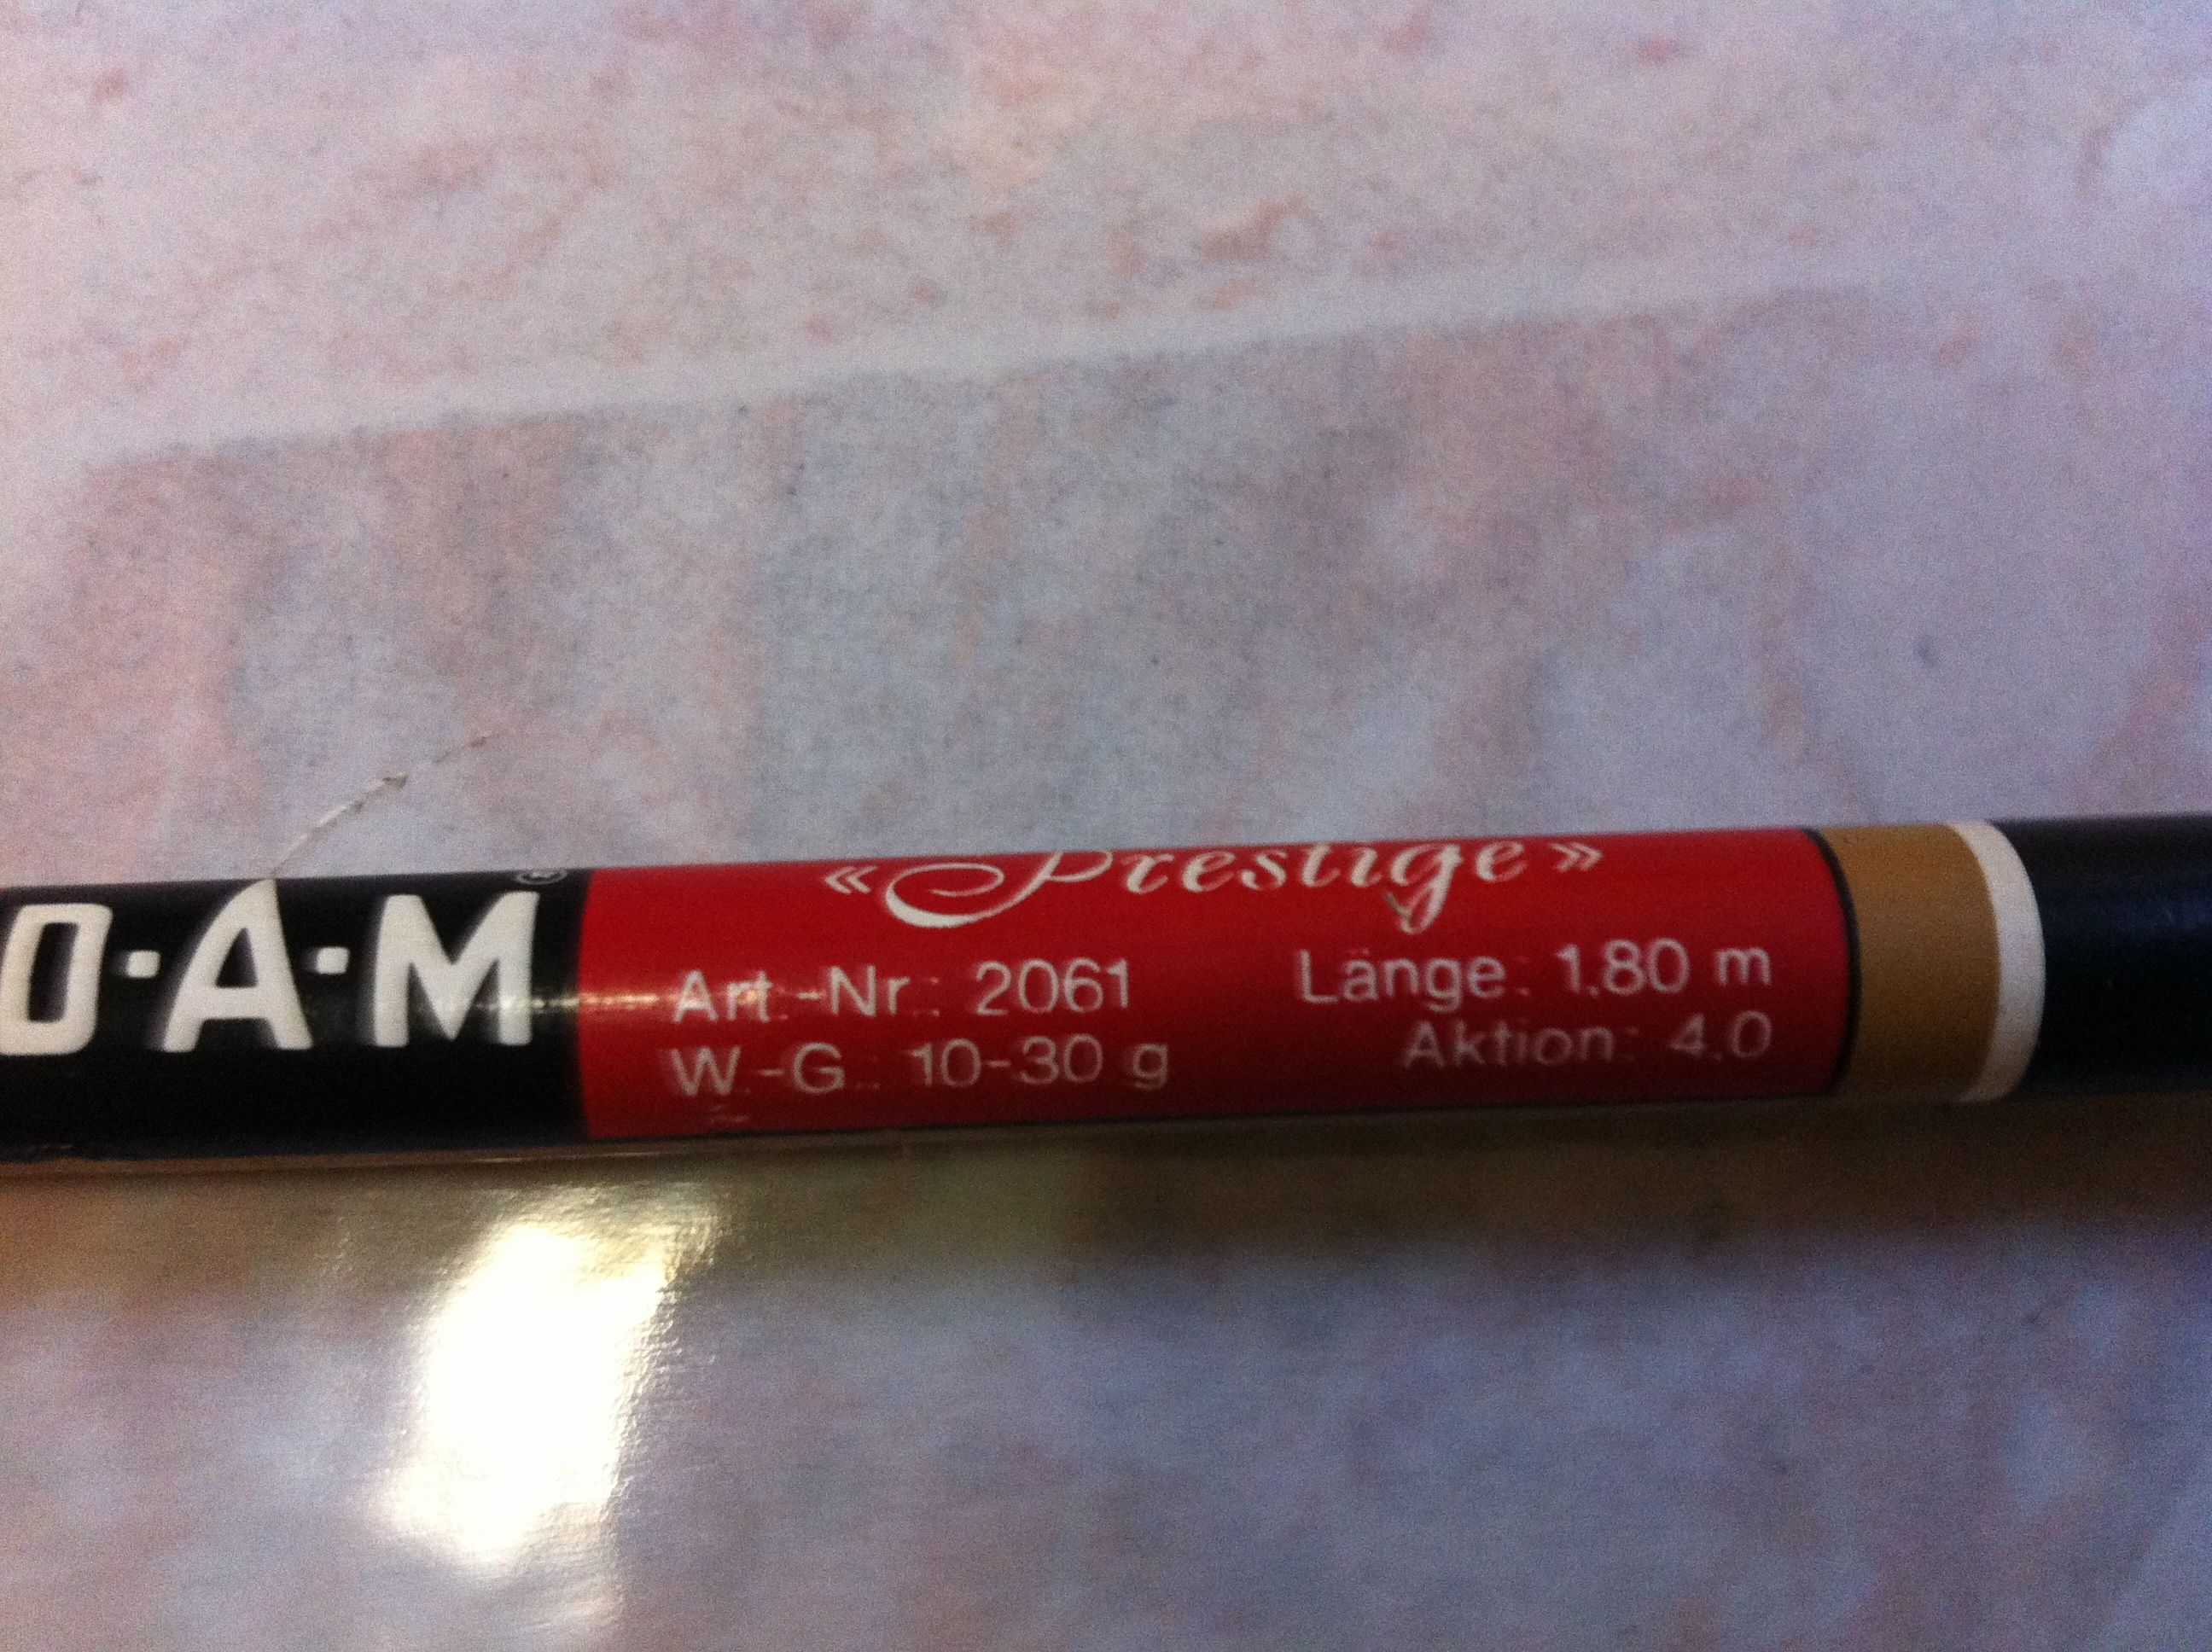 D·A·M®
«Prestige»
Art.-Nr.: 2061 Länge: 1.80 m
W.-G.: 10-30 g Aktion: 4.0